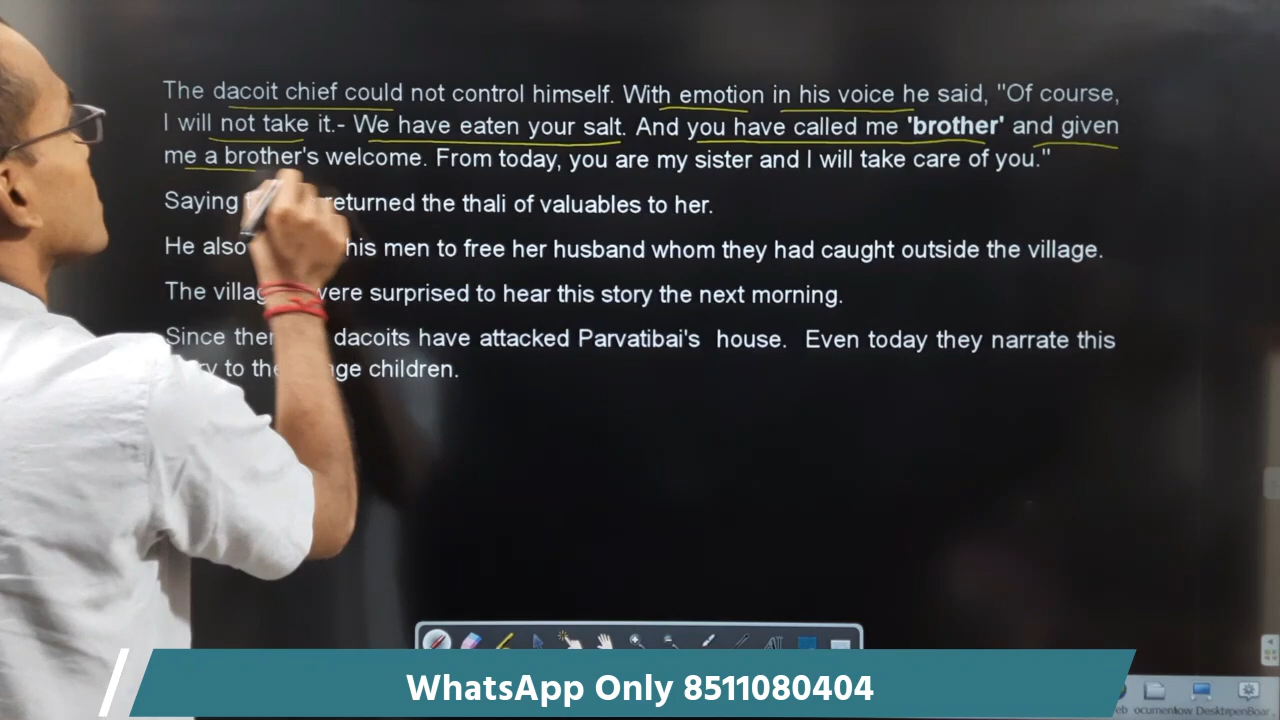 The dacoit chief could not control himself. With emotion in his voice he said, "Of course,
I will not take it.- We have eaten your salt. And you have called me 'brother' and given
me a brother's welcome. From today, you are my sister and I will take care of you."
Saying returned the thali of valuables to her.
He also his men to free her husband whom they had caught outside the village.
The were surprised to hear this story the next morning.
Since dacoits have attacked Parvatibai's house. Even today they narrate this
to children.
WhatsApp Only 8511080404